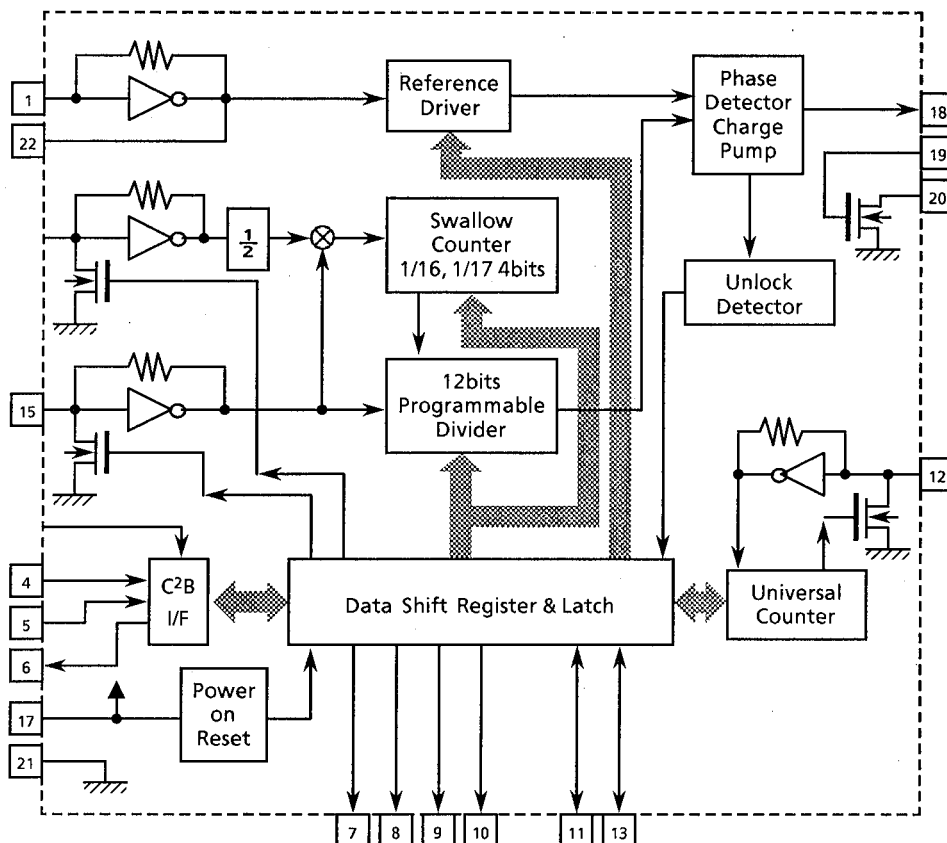 1
Reference
Driver
Phase
Detector
Charge
Pump
18
22
19
20
1/2
Swallow
Counter
1/16, 1/17 4bits
Unlock
Detector
15
12bits
Programmable
Divider
12
4
C²B
I/F
5
6
Data Shift Register & Latch
Universal
Counter
17
Power
on
Reset
21
7
8
9
10
11
13